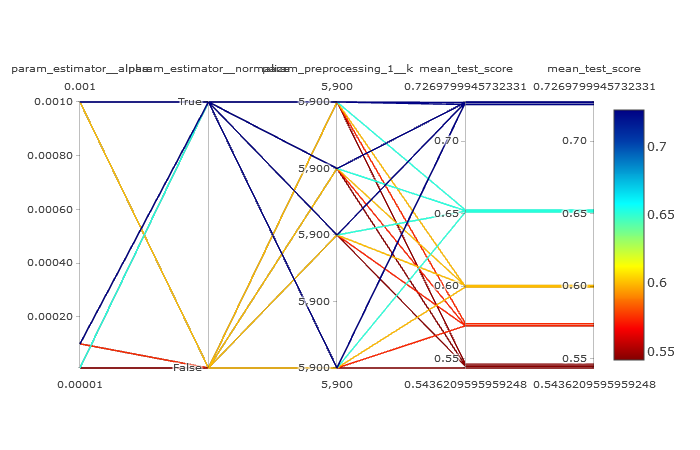 param_estimator__alpha param_estimator__normalize param_preprocessing_1__k mean_test_score mean_test_score
0.001 5,900 0.7269799945732331 0.7269799945732331
0.0010 True 5,900
0.7
0.70 0.70
0.00080
5,900
0.00060 0.65 0.65 0.65
5,900
0.00040
0.60 0.60 0.6
5,900
0.00020
0.55
0.55 0.55
False 5,900
0.00001 5,900 0.5436209595959248 0.5436209595959248